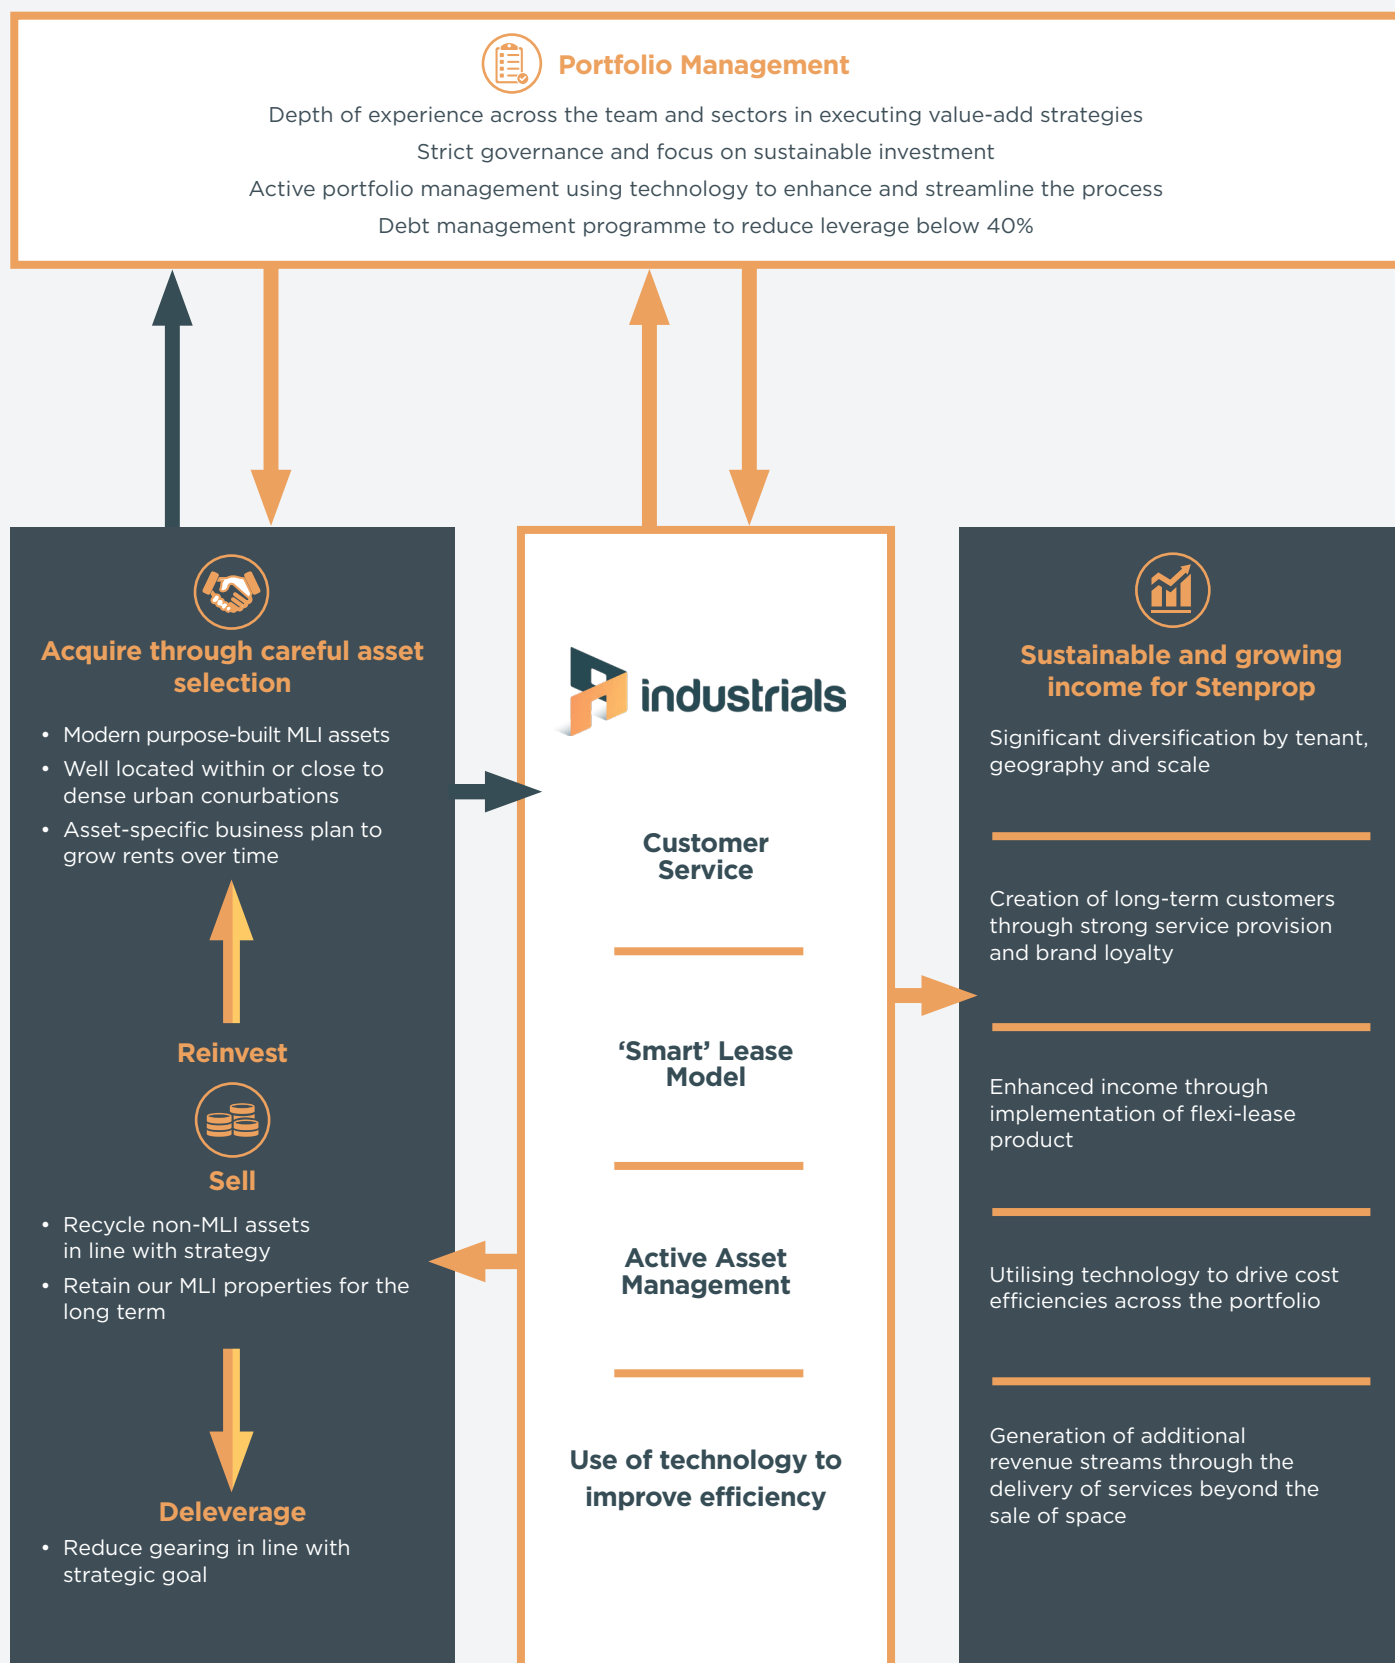 Portfolio Management
Depth of experience across the team and sectors in executing value-add strategies
Strict governance and focus on sustainable investment
Active portfolio management using technology to enhance and streamline the process
Debt management programme to reduce leverage below 40%
Acquire through careful asset
selection
• Modern purpose-built MLI assets
• Well located within or close to
dense urban conurbations
• Asset-specific business plan to
grow rents over time
Reinvest
Sell
• Recycle non-MLI assets
in line with strategy
• Retain our MLI properties for the
long term
Deleverage
• Reduce gearing in line with
strategic goal
industrials
Customer
Service
‘Smart’ Lease
Model
Active Asset
Management
Use of technology to
improve efficiency
Sustainable and growing
income for Stenprop
Significant diversification by tenant,
geography and scale
Creation of long-term customers
through strong service provision
and brand loyalty
Enhanced income through
implementation of flexi-lease
product
Utilising technology to drive cost
efficiencies across the portfolio
Generation of additional
revenue streams through the
delivery of services beyond the
sale of space